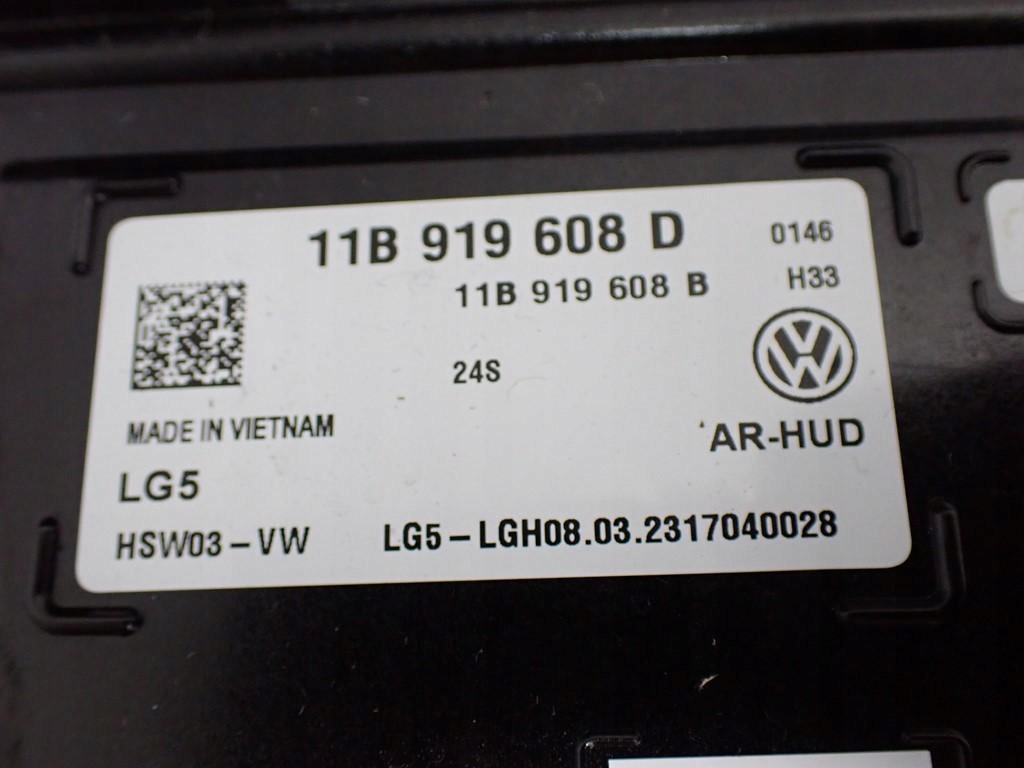 11B 919 608 D 0146
11B 919 608 B H33
24S
MADE IN VIETNAM
AR-HUD
LG5
HSW03-VW LG5-LGH08.03.2317040028